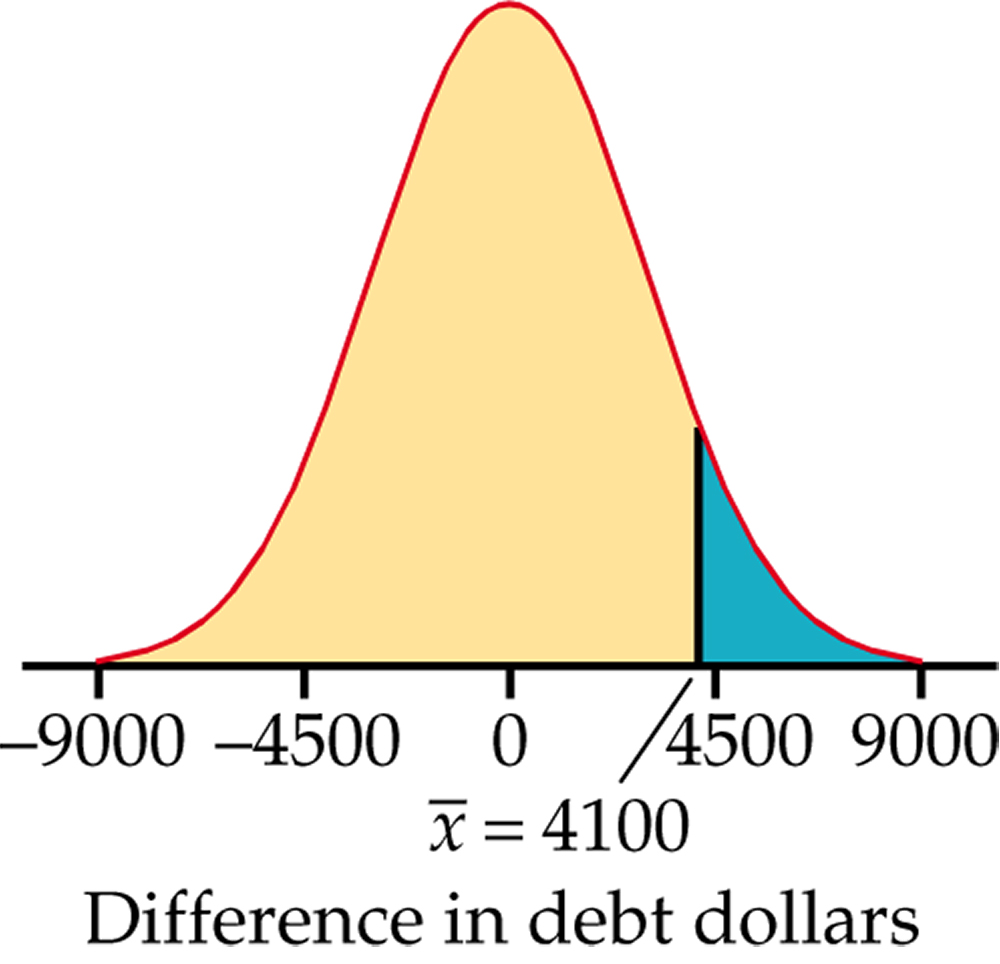 –9000 –4500 0 4500 9000
x̄ = 4100
Difference in debt dollars